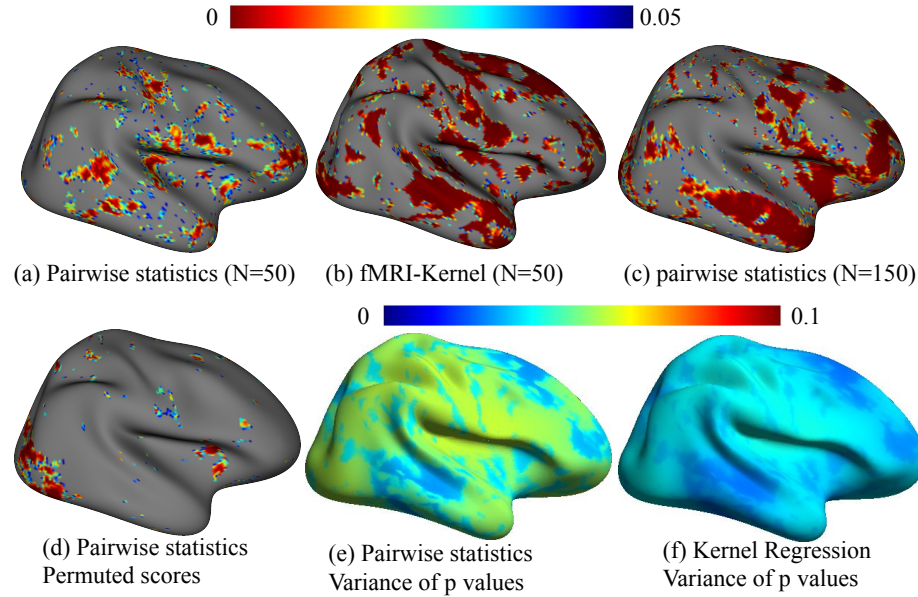 0 0.05
(a) Pairwise statistics (N=50) (b) fMRI-Kernel (N=50) (c) pairwise statistics (N=150)
0 0.1
(d) Pairwise statistics
Permuted scores
(e) Pairwise statistics
Variance of p values
(f) Kernel Regression
Variance of p values